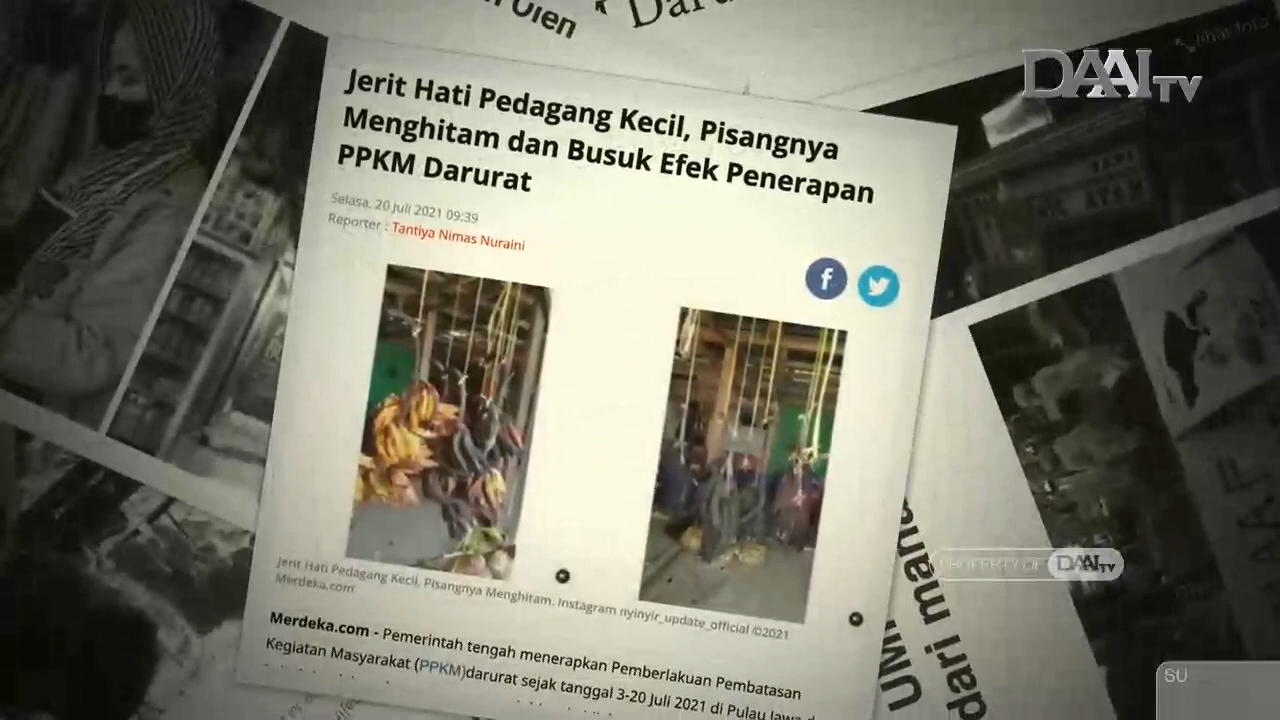 DAAI TV
Jerit Hati Pedagang Kecil, Pisangnya
Menghitam dan Busuk Efek Penerapan
PPKM Darurat
Selasa, 20 Juli 2021 09:39
Reporter : Tantiya Nimas Nuraini
Jerit Hati Pedagang Kecil, Pisangnya Menghitam. Instagram nyinyir_update_official ©2021
Merdeka.com
Merdeka.com - Pemerintah tengah menerapkan Pemberlakuan Pembatasan
Kegiatan Masyarakat (PPKM)darurat sejak tanggal 3-20 Juli 2021 di Pulau Jawa
PROPERTY OF DAAI TV
dari mana
SU